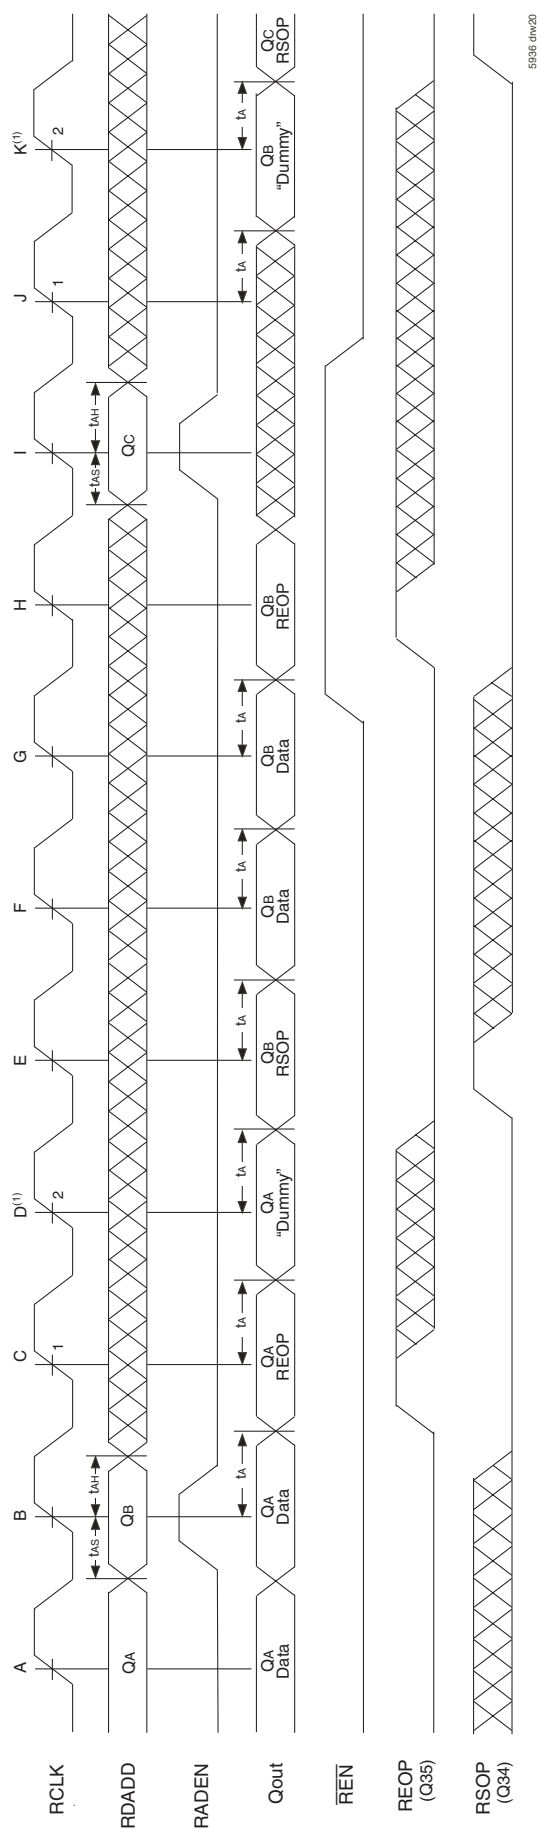 A B C D(1) E F G H I J K(1)
RCLK
1 2 1 2
tAS tAH tAS tAH
RDADD QA QB QC
RADEN
tA tA tA tA tA tA tA tA
Qout
QA Data
QA Data
QA REOP
QA "Dummy"
QB RSOP
QB Data
QB Data
QB REOP
QB "Dummy"
QC RSOP
REN
REOP
(Q35)
RSOP
(Q34)
5936 drw20